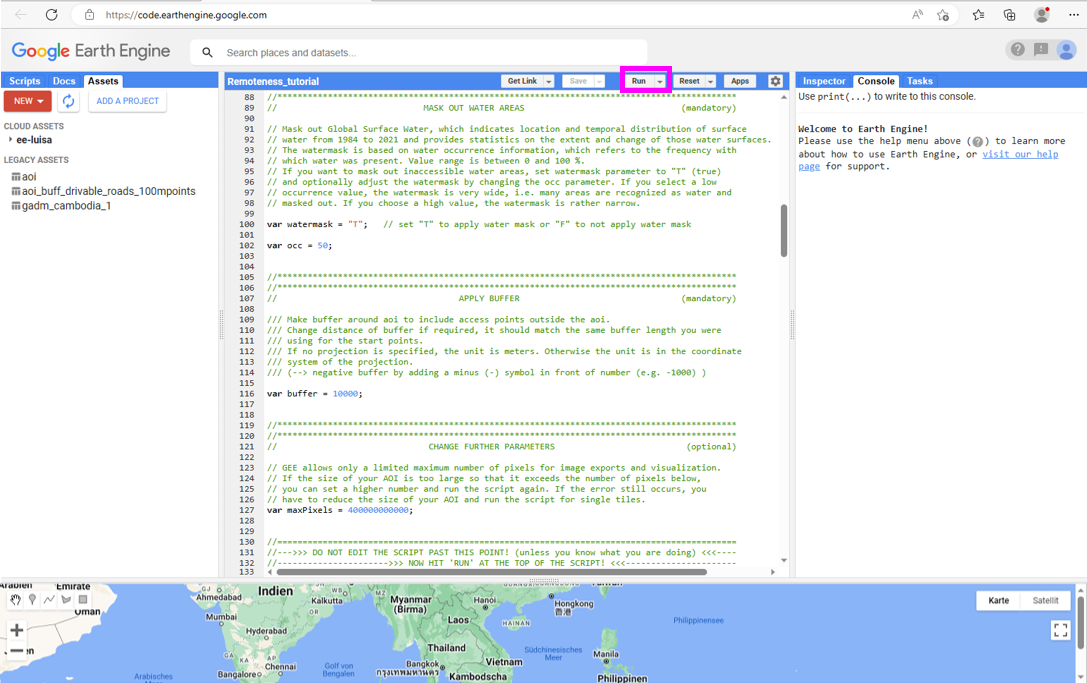 https://code.earthengine.google.com
Google Earth Engine
Search places and datasets...
Scripts Docs Assets
NEW
ADD A PROJECT
CLOUD ASSETS
ee-luisa
LEGACY ASSETS
aoi
aoi_buff_drivable_roads_100mpoints
gadm_cambodia_1
Remoteness_tutorial
Get Link Save Run Reset Apps
88 //*******************************************************************************************
89 // MASK OUT WATER AREAS (mandatory)
90
91 // Mask out Global Surface Water, which indicates location and temporal distribution of surface
92 // water from 1984 to 2021 and provides statistics on the extent and change of those water surfaces.
93 // The watermask is based on water occurrence information, which refers to the frequency with
94 // which water was present. Value range is between 0 and 100 %.
95 // If you want to mask out inaccessible water areas, set watermask parameter to "T" (true)
96 // and optionally adjust the watermask by changing the occ parameter. If you select a low
97 // occurrence value, the watermask is very wide, i.e. many areas are recognized as water and
98 // masked out. If you choose a high value, the watermask is rather narrow.
99
100 var watermask = "T"; // set "T" to apply water mask or "F" to not apply water mask
101
102 var occ = 50;
103
104
105 //*******************************************************************************************
106 //*******************************************************************************************
107 // APPLY BUFFER (mandatory)
108
109 /// Make buffer around aoi to include access points outside the aoi.
110 /// Change distance of buffer if required, it should match the same buffer length you were
111 /// using for the start points.
112 /// If no projection is specified, the unit is meters. Otherwise the unit is in the coordinate
113 /// system of the projection.
114 /// (--> negative buffer by adding a minus (-) symbol in front of number (e.g. -1000) )
115
116 var buffer = 10000;
117
118
119 //*******************************************************************************************
120 //*******************************************************************************************
121 // CHANGE FURTHER PARAMETERS (optional)
122
123 // GEE allows only a limited maximum number of pixels for image exports and visualization.
124 // If the size of your AOI is too large so that it exceeds the number of pixels below,
125 // you can set a higher number and run the script again. If the error still occurs, you
126 // have to reduce the size of your AOI and run the script for single tiles.
127 var maxPixels = 400000000000;
128
129
130 //===========================================================================================
131 //--->>> DO NOT EDIT THE SCRIPT PAST THIS POINT! (unless you know what you are doing) <<<----
132 //---------------------->>> NOW HIT 'RUN' AT THE TOP OF THE SCRIPT! <<<----------------------
133
Inspector Console Tasks
Use print(...) to write to this console.
Welcome to Earth Engine!
Please use the help menu above (?) to learn
more about how to use Earth Engine, or visit our help
page for support.
Emirate
Oman
GJ
Ahmedabad
Indien
WB
Kalkutta
OR
MZ
Myanmar
(Birma)
Hanoi
Hongkong
香港
Laos
HAINAN
Mumbai
Hyderabad
GA
KA
AP
Chennai
Bangalore
Golf von
Bengalen
Thailand
Bangkok
กรุงเทพมหานคร
Vietnam
Kambodscha
Südchinesisches
Meer
Manila
Philippinen
Philippinensee
Arabisches
Karte Satellit